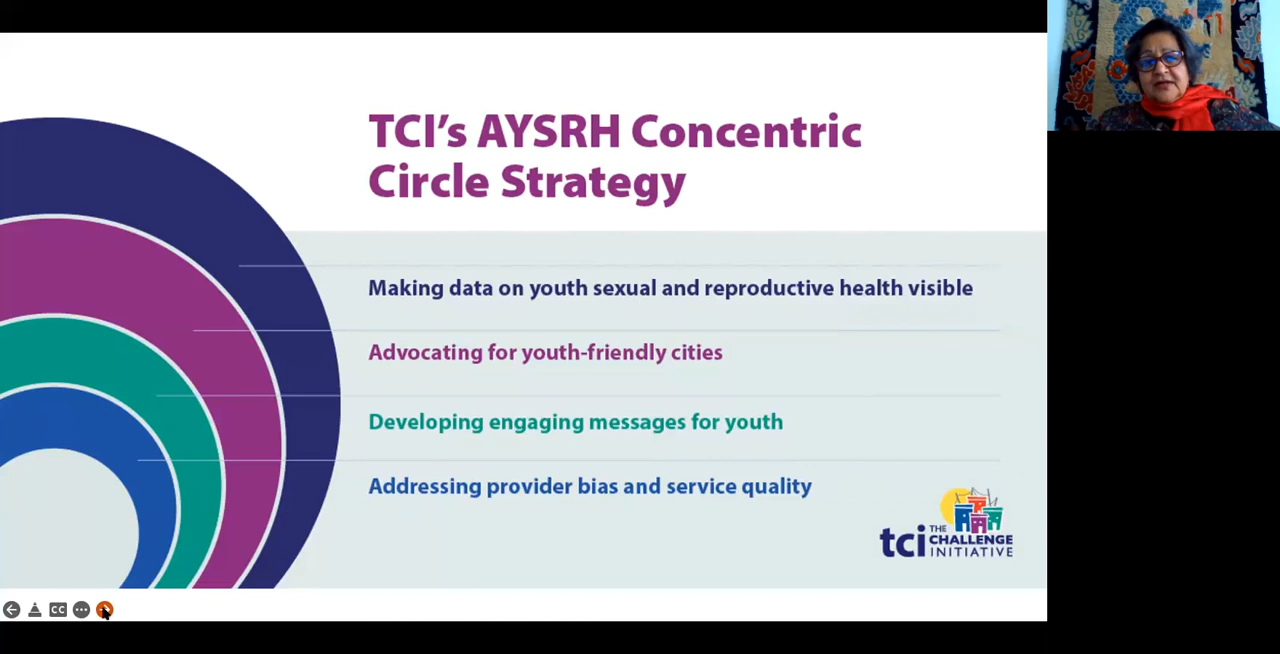 TCI's AYSRH Concentric
Circle Strategy
Making data on youth sexual and reproductive health visible
Advocating for youth-friendly cities
Developing engaging messages for youth
Addressing provider bias and service quality
tci THE
CHALLENGE
INITIATIVE
CC